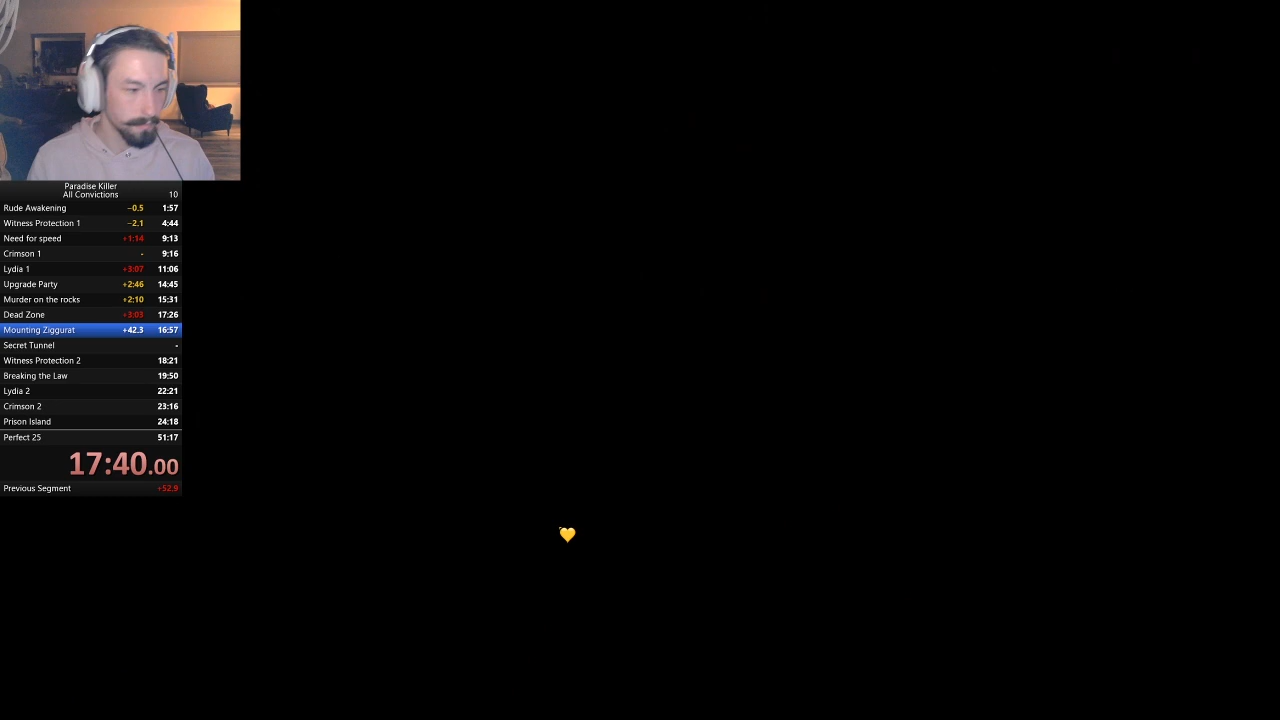 Paradise Killer
All Convictions 10
Rude Awakening −0.5 1:57
Witness Protection 1 −2.1 4:44
Need for speed +1:14 9:13
Crimson 1 - 9:16
Lydia 1 +3:07 11:06
Upgrade Party +2:46 14:45
Murder on the rocks +2:10 15:31
Dead Zone +3:03 17:26
Mounting Ziggurat +42.3 16:57
Secret Tunnel -
Witness Protection 2 18:21
Breaking the Law 19:50
Lydia 2 22:21
Crimson 2 23:16
Prison Island 24:18
Perfect 25 51:17
17:40.00
Previous Segment +52.9